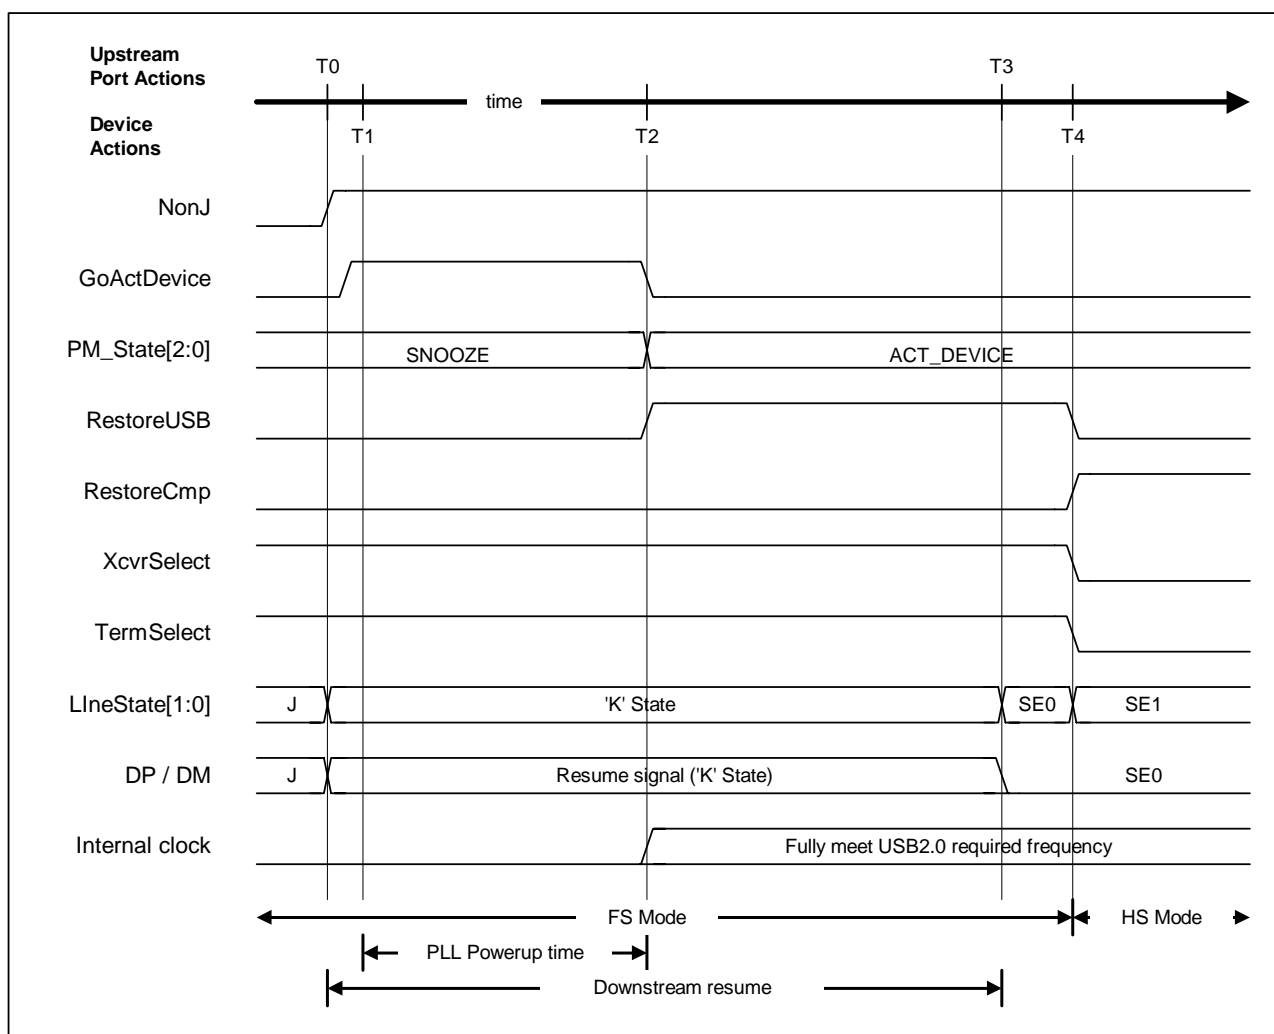 Upstream
Port Actions
T0
T3
time
Device
Actions
T1
T2
T4
NonJ
GoActDevice
PM_State[2:0]
SNOOZE
ACT_DEVICE
RestoreUSB
RestoreCmp
XcvrSelect
TermSelect
LIneState[1:0]
J
'K' State
SE0
SE1
DP / DM
J
Resume signal ('K' State)
SE0
Internal clock
Fully meet USB2.0 required frequency
FS Mode
HS Mode
PLL Powerup time
Downstream resume